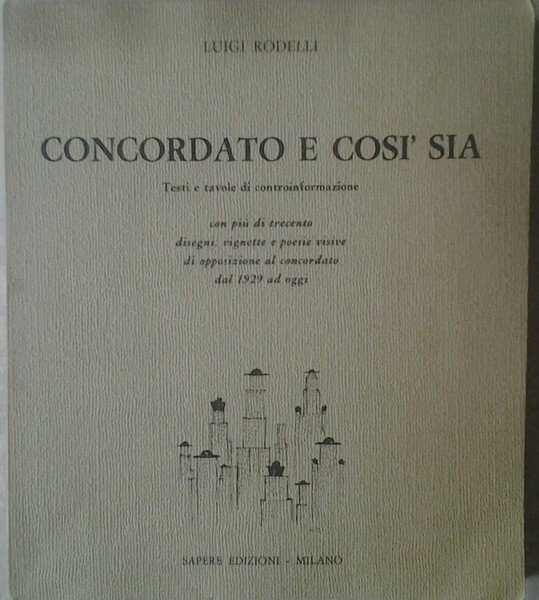 LUIGI RODELLI
CONCORDATO E COSI' SIA
Testi e tavole di controinformazione
con più di trecento
disegni, vignette e poesie visive
di opposizione al concordato
dal 1929 ad oggi
SAPERE EDIZIONI - MILANO